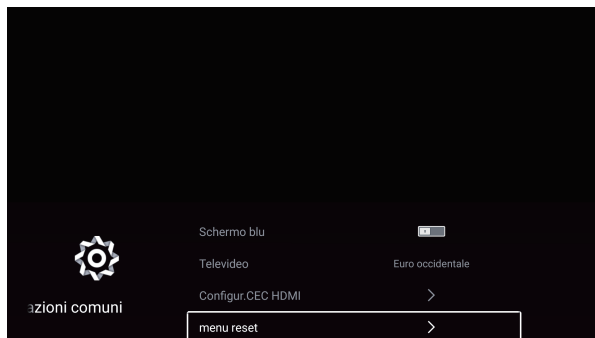 Schermo blu
Televideo
Euro occidentale
Configur.CEC HDMI
azioni comuni
menu reset